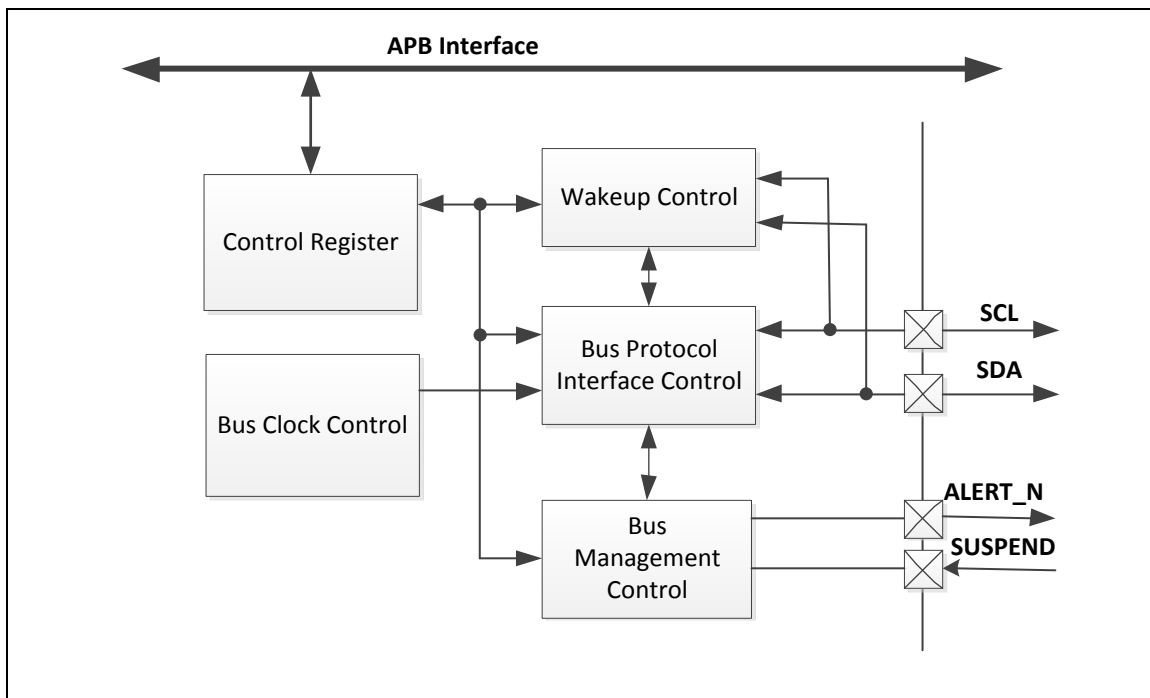 APB Interface
Wakeup Control
Control Register
SCL
Bus Protocol
Interface Control
SDA
Bus Clock Control
ALERT_N
Bus
Management
Control
SUSPEND